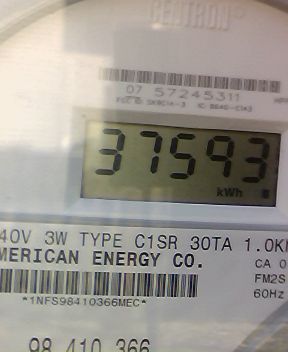 CENTRON
07 57245311
37593
kWh
40V 3W TYPE C1SR 30TA 1.0K
MERICAN ENERGY CO.
CA 0
FM2S
60Hz
*1NFS98410366MEC*
98 410 366